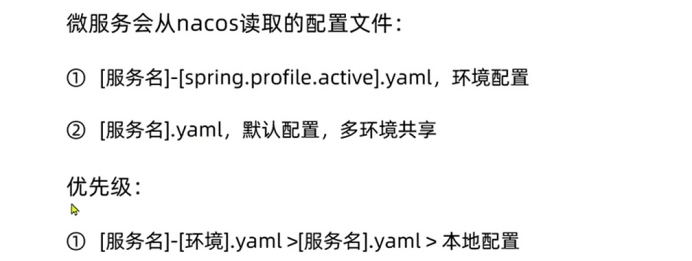 微服务会从nacos读取的配置文件：
① [服务名]-[spring.profile.active].yaml，环境配置
② [服务名].yaml，默认配置，多环境共享
优先级：
① [服务名]-[环境].yaml >[服务名].yaml > 本地配置